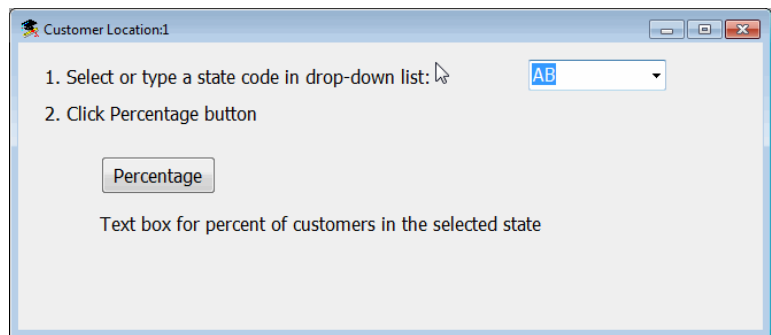 Customer Location:1
1. Select or type a state code in drop-down list:
AB
2. Click Percentage button
Percentage
Text box for percent of customers in the selected state